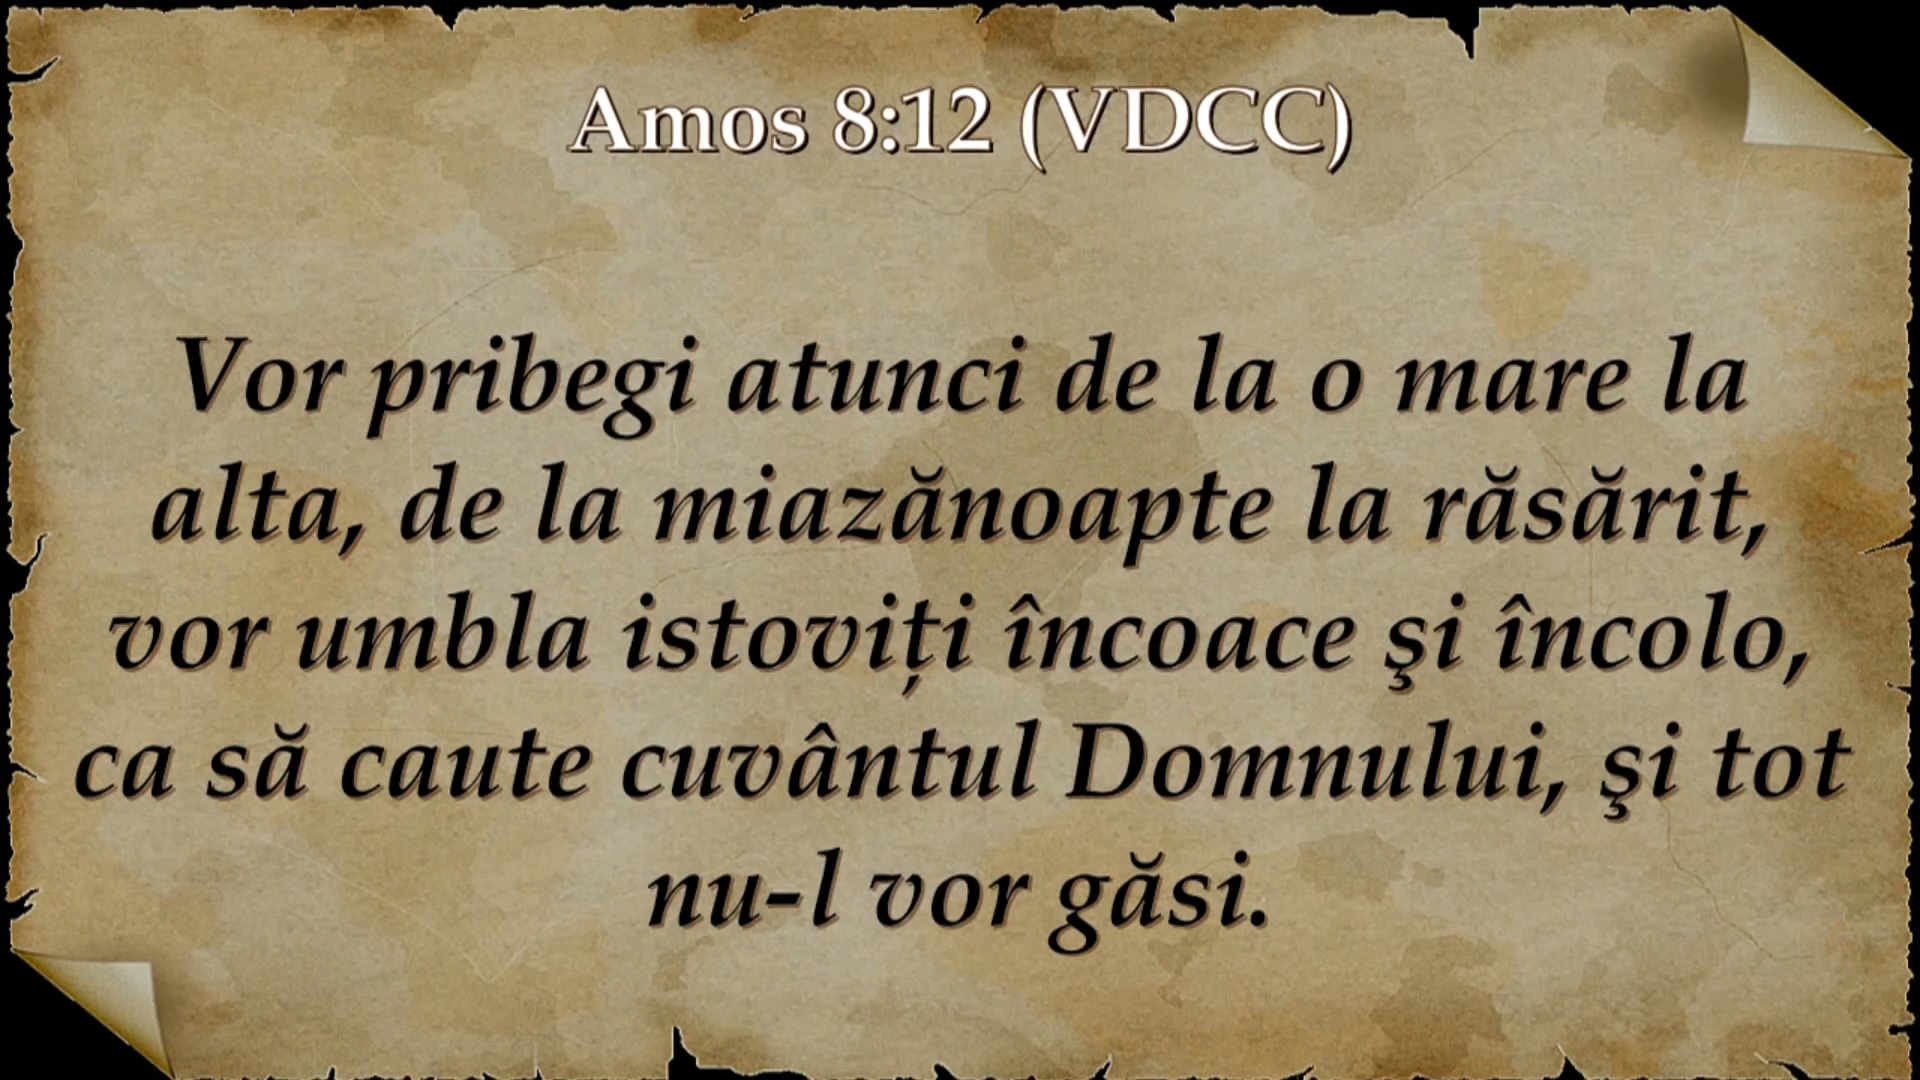 Amos 8:12 (VDCC)
Vor pribegi atunci de la o mare la
alta, de la miazănoapte la răsărit,
vor umbla istoviți încoace şi încolo,
ca să caute cuvântul Domnului, şi tot
nu-l vor găsi.